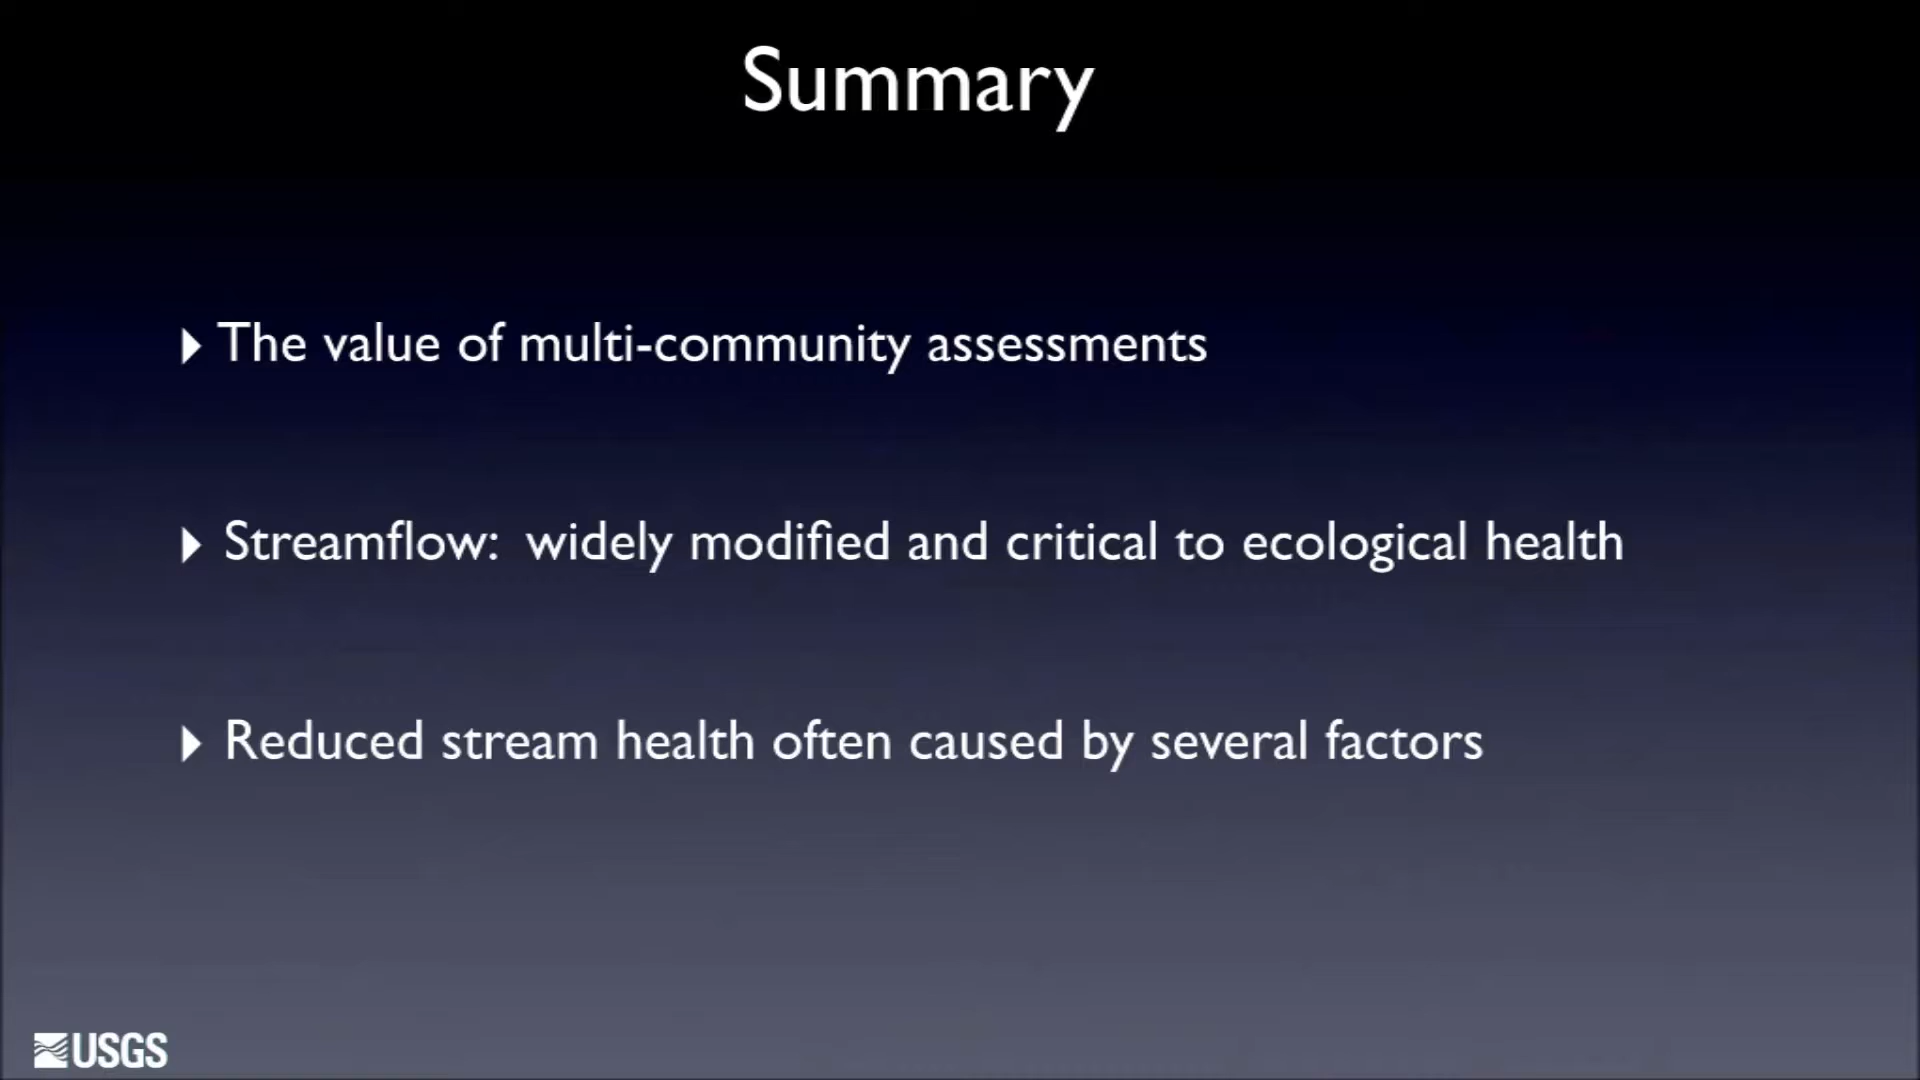 Summary
The value of multi-community assessments
Streamflow: widely modified and critical to ecological health
Reduced stream health often caused by several factors
USGS